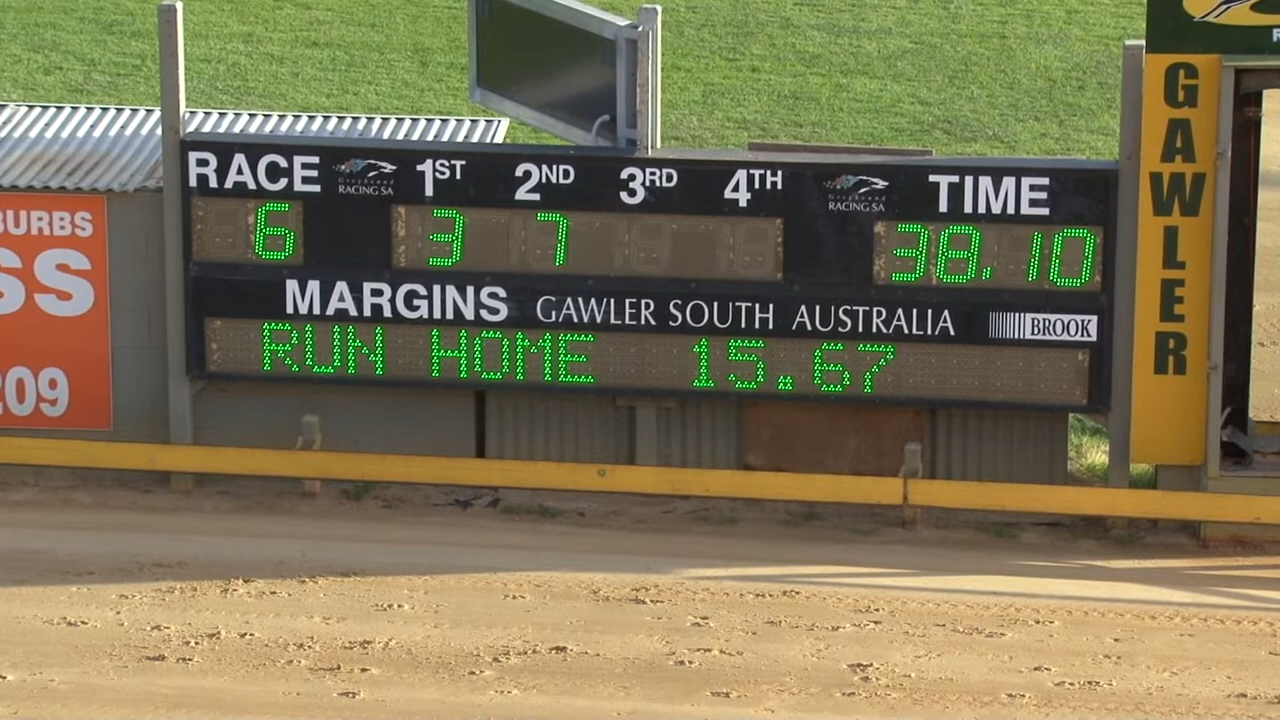 RACE
Greyhound
RACING SA
1ST 2ND 3RD 4TH
Greyhound
RACING SA
TIME
6 3 7 38.10
MARGINS GAWLER SOUTH AUSTRALIA BROOK
RUN HOME 15.67
GAWLER
BURBS
SS
209
R